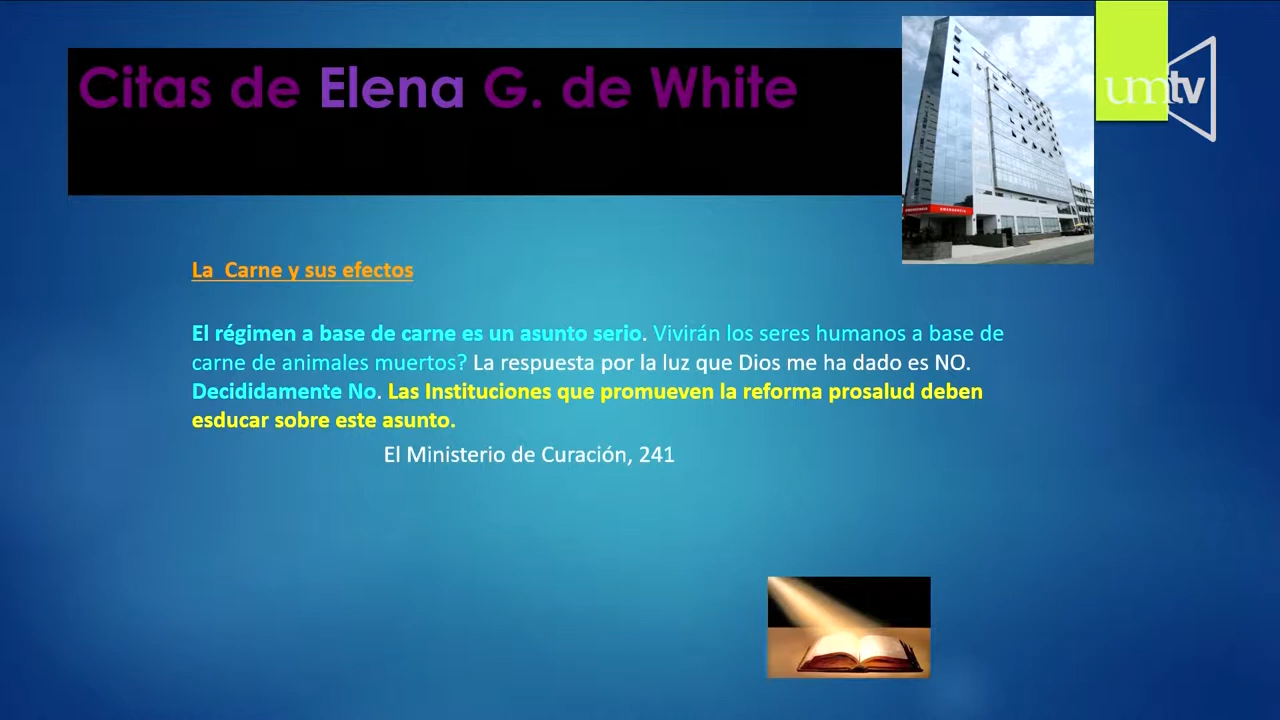 Citas de Elena G. de White
umtv
EMERGENCIA
La Carne y sus efectos
El régimen a base de carne es un asunto serio. Vivirán los seres humanos a base de
carne de animales muertos? La respuesta por la luz que Dios me ha dado es NO.
Decididamente No. Las Instituciones que promueven la reforma prosalud deben
esducar sobre este asunto.
El Ministerio de Curación, 241